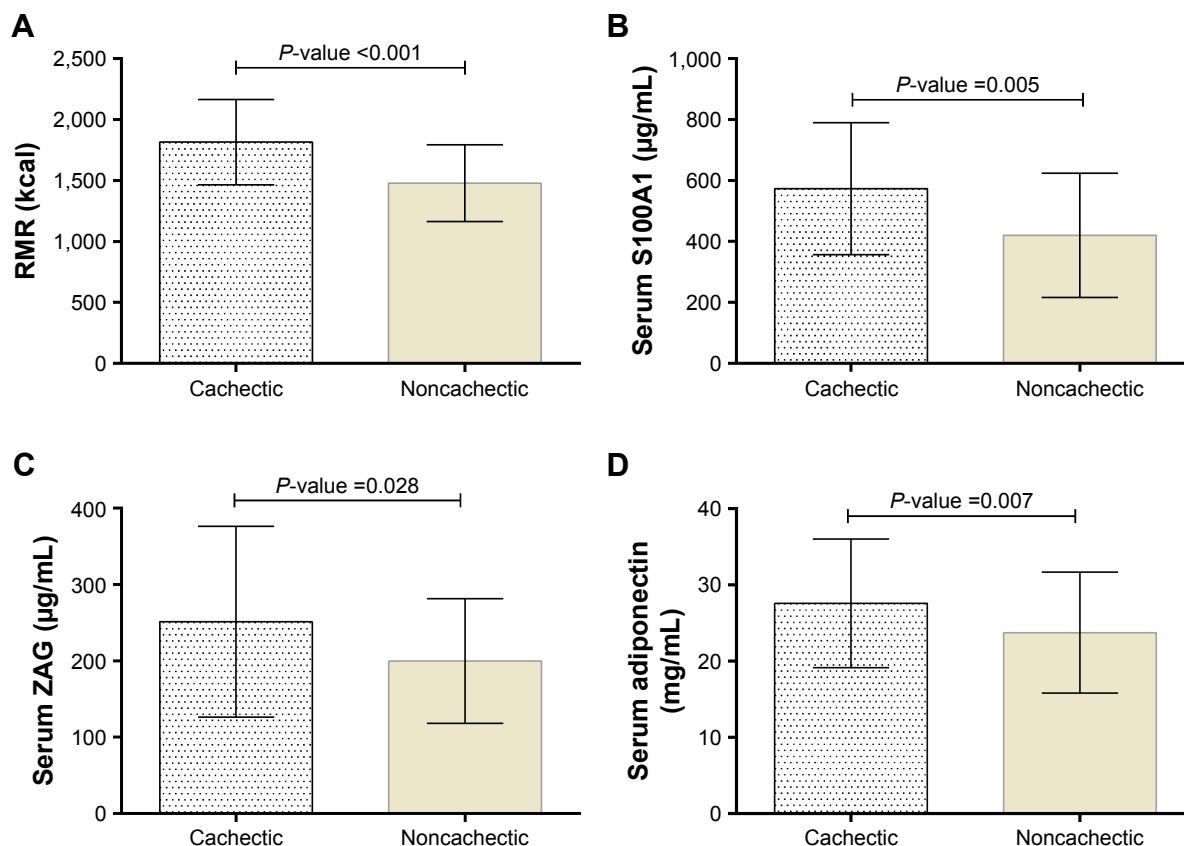 A
P-value <0.001
RMR (kcal)
2,500
2,000
1,500
1,000
500
0
Cachectic
Noncachectic
B
P-value =0.005
Serum S100A1 (µg/mL)
1,000
800
600
400
200
0
Cachectic
Noncachectic
C
P-value =0.028
Serum ZAG (µg/mL)
400
300
200
100
0
Cachectic
Noncachectic
D
P-value =0.007
Serum adiponectin
(mg/mL)
40
30
20
10
0
Cachectic
Noncachectic